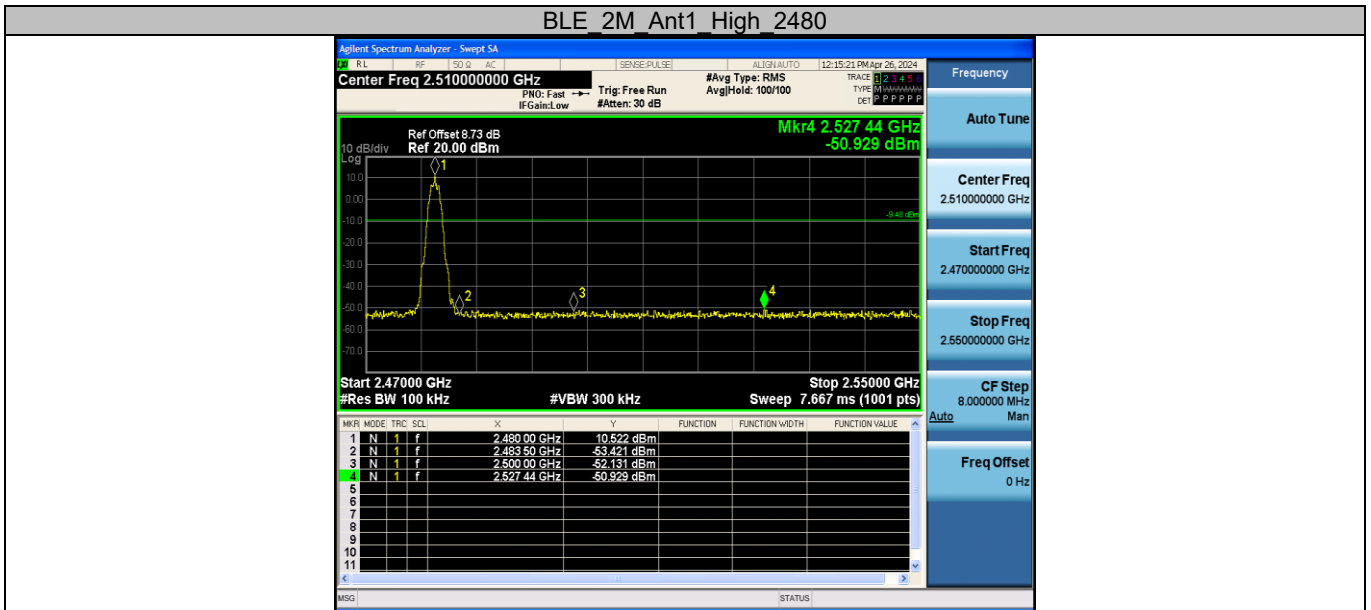 BLE_2M_Ant1_High_2480
Agilent Spectrum Analyzer - Swept SA
RL RF 50 Ω AC SENSE:PULSE ALIGN AUTO 12:15:21 PM Apr 26, 2024
Center Freq 2.510000000 GHz
PNO: Fast
IFGain:Low
Trig: Free Run
#Atten: 30 dB
#Avg Type: RMS
Avg|Hold: 100/100
TRACE 1 2 3 4 5 6
TYPE M
DET P P P P P P
Mkr4 2.527 44 GHz
-50.929 dBm
Ref Offset 8.73 dB
10 dB/div Ref 20.00 dBm
Log
10.0
0.00
-10.0
-20.0
-30.0
-40.0
-50.0
-60.0
-70.0
1
2
3
4
-9.48 dBm
Start 2.47000 GHz Stop 2.55000 GHz
#Res BW 100 kHz #VBW 300 kHz Sweep 7.667 ms (1001 pts)
MKR MODE TRC SCL X Y FUNCTION FUNCTION WIDTH FUNCTION VALUE
1 N 1 f 2.480 00 GHz 10.522 dBm
2 N 1 f 2.483 50 GHz -53.421 dBm
3 N 1 f 2.500 00 GHz -52.131 dBm
4 N 1 f 2.527 44 GHz -50.929 dBm
5
6
7
8
9
10
11
MSG STATUS
Frequency
Auto Tune
Center Freq
2.510000000 GHz
Start Freq
2.470000000 GHz
Stop Freq
2.550000000 GHz
CF Step
8.000000 MHz
Auto Man
Freq Offset
0 Hz